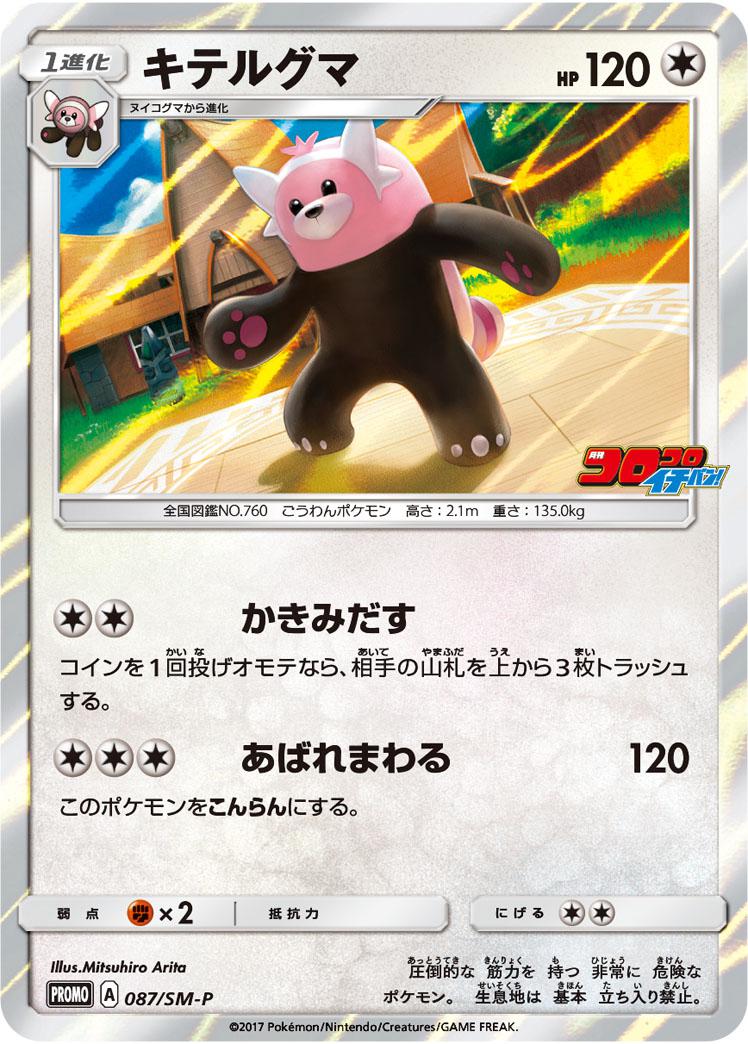 1進化
キテルグマ
HP 120
ヌイコグマから進化
月刊
コロコロ
イチバン!
全国図鑑NO.760 ごうわんポケモン 高さ:2.1m 重さ:135.0kg
かきみだす
コインを1回投げオモテなら、相手の山札を上から3枚トラッシュ
する。
あばれまわる 120
このポケモンをこんらんにする。
弱点 ×2 抵抗力 にげる
Illus.Mitsuhiro Arita
PROMO A 087/SM-P
圧倒的な 筋力を 持つ 非常に 危険な
ポケモン。 生息地は 基本 立ち入り禁止。
©2017 Pokémon/Nintendo/Creatures/GAME FREAK.